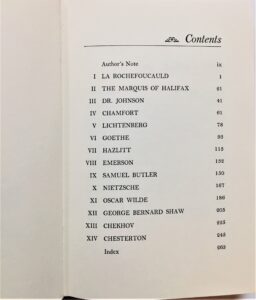 Contents
Author's Note ix
I LA ROCHEFOUCAULD 1
II THE MARQUIS OF HALIFAX 21
III DR. JOHNSON 41
IV CHAMFORT 61
V LICHTENBERG 78
VI GOETHE 93
VII HAZLITT 115
VIII EMERSON 132
IX SAMUEL BUTLER 150
X NIETZSCHE 167
XI OSCAR WILDE 186
XII GEORGE BERNARD SHAW 205
XIII CHEKHOV 225
XIV CHESTERTON 245
Index 263